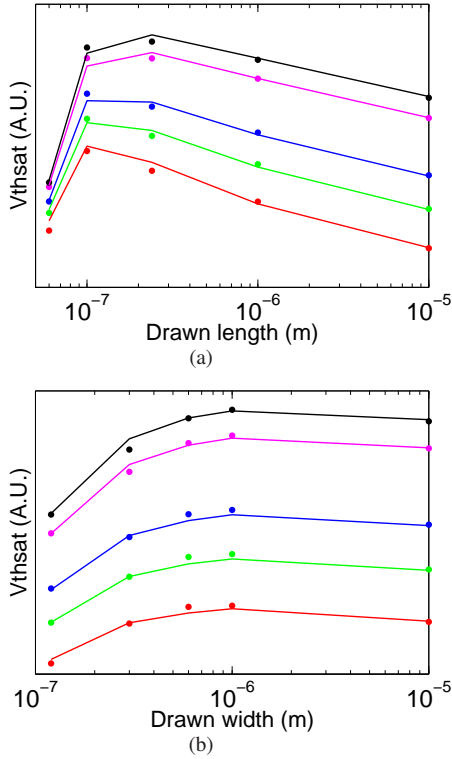 Vthsat (A.U.)
10^-7 10^-6 10^-5
Drawn length (m)
(a)
Vthsat (A.U.)
10^-7 10^-6 10^-5
Drawn width (m)
(b)